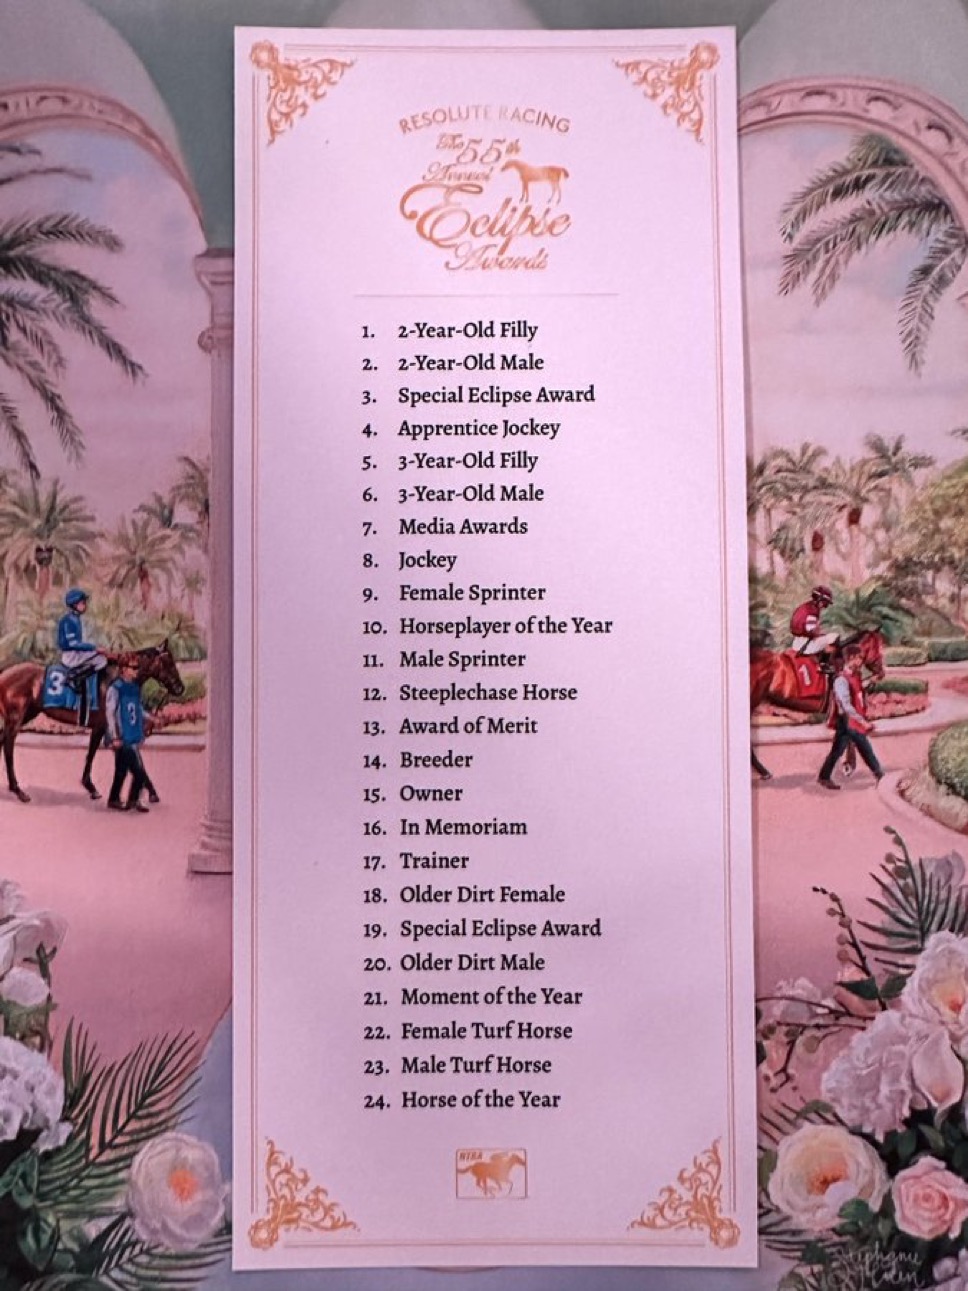 RESOLUTE RACING
The 55th
Annual
Eclipse
Awards
1. 2-Year-Old Filly
2. 2-Year-Old Male
3. Special Eclipse Award
4. Apprentice Jockey
5. 3-Year-Old Filly
6. 3-Year-Old Male
7. Media Awards
8. Jockey
9. Female Sprinter
10. Horseplayer of the Year
11. Male Sprinter
12. Steeplechase Horse
13. Award of Merit
14. Breeder
15. Owner
16. In Memoriam
17. Trainer
18. Older Dirt Female
19. Special Eclipse Award
20. Older Dirt Male
21. Moment of the Year
22. Female Turf Horse
23. Male Turf Horse
24. Horse of the Year
NTRA
3
3
1